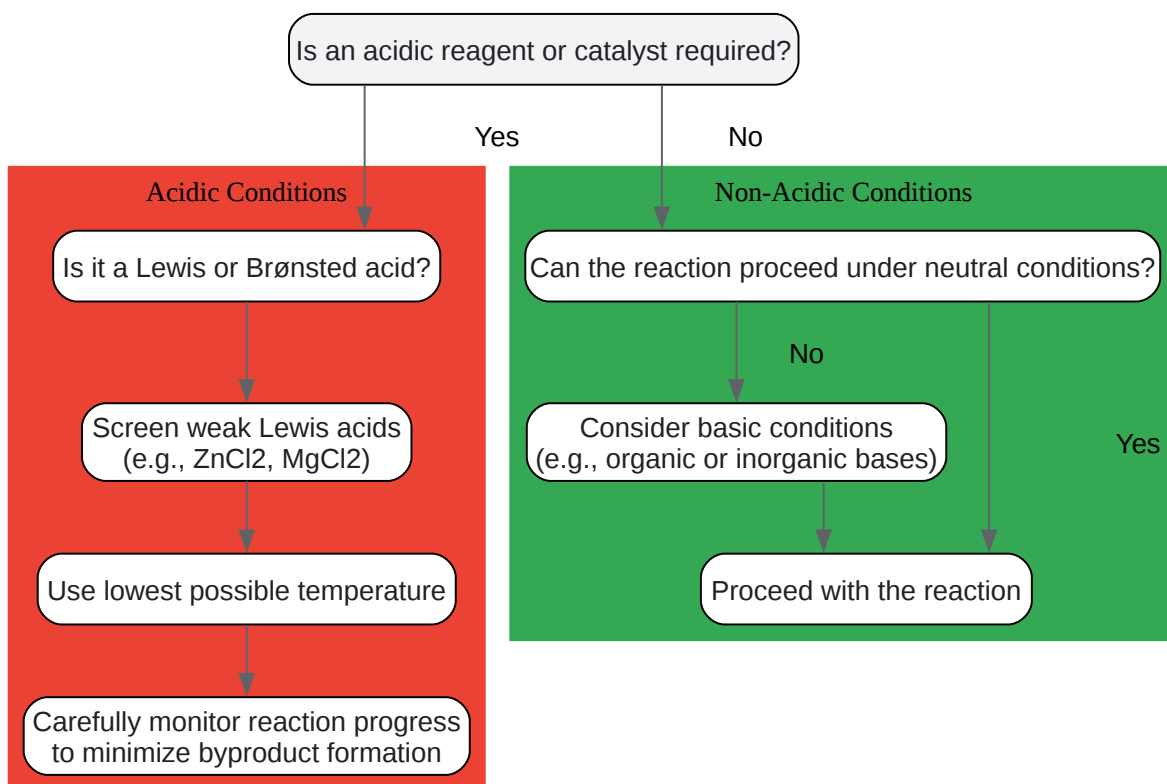 Is an acidic reagent or catalyst required?
Yes
No
Acidic Conditions
Is it a Lewis or Brønsted acid?
Screen weak Lewis acids
(e.g., ZnCl2, MgCl2)
Use lowest possible temperature
Carefully monitor reaction progress
to minimize byproduct formation
Non-Acidic Conditions
Can the reaction proceed under neutral conditions?
No
Consider basic conditions
(e.g., organic or inorganic bases)
Yes
Proceed with the reaction